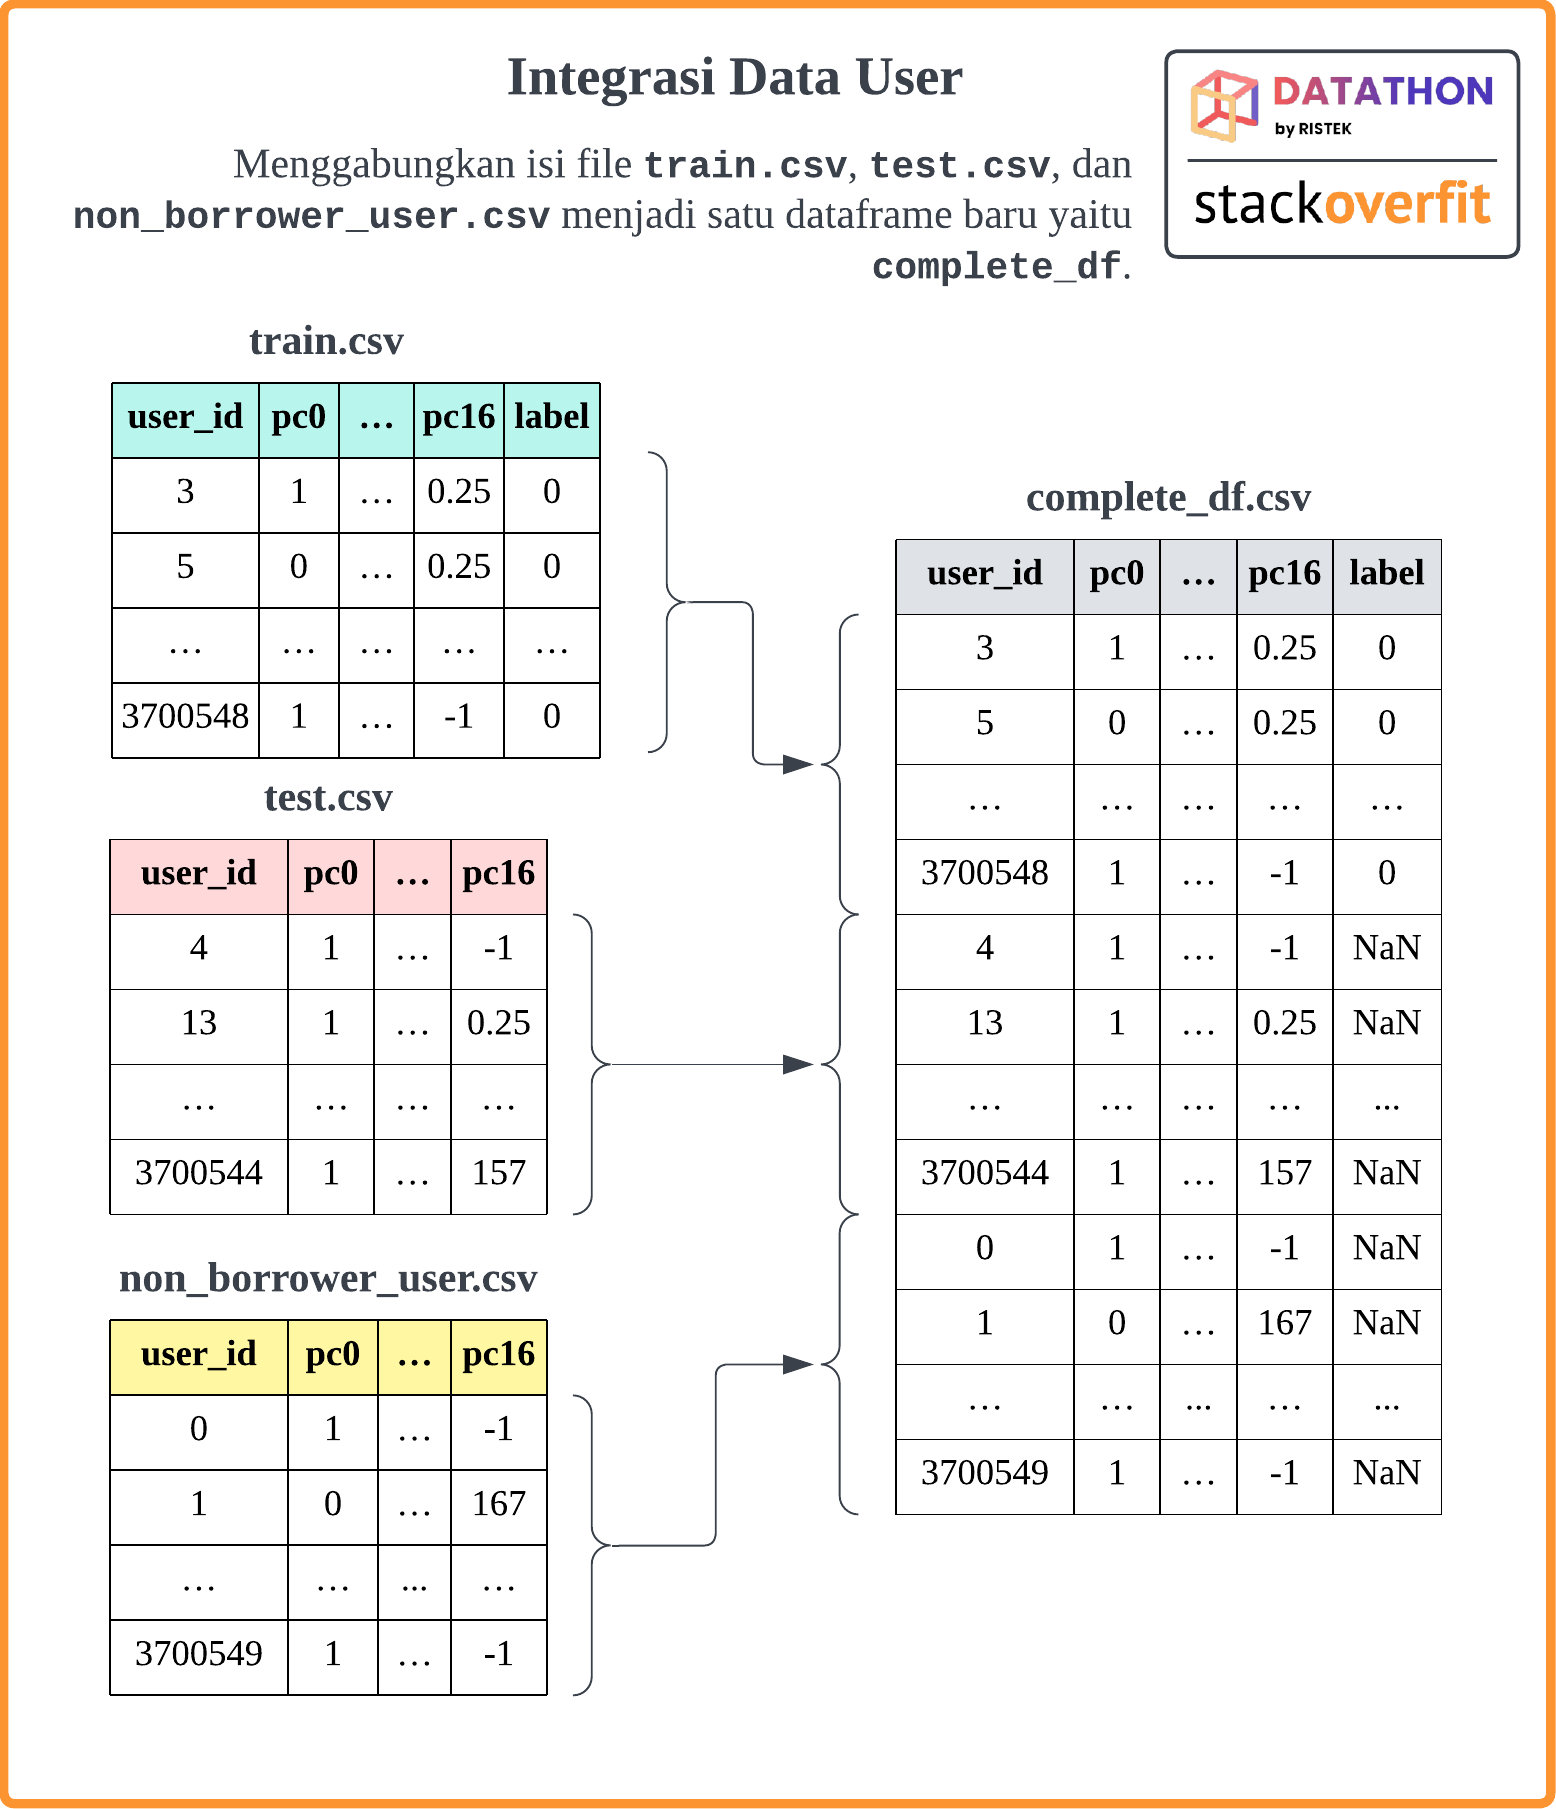 Integrasi Data User
DATATHON
by RISTEK
stackoverfit
Menggabungkan isi file train.csv, test.csv, dan
non_borrower_user.csv menjadi satu dataframe baru yaitu
complete_df.
train.csv
user_id pc0 … pc16 label
3 1 … 0.25 0
5 0 … 0.25 0
… … … … …
3700548 1 … -1 0
test.csv
user_id pc0 … pc16
4 1 … -1
13 1 … 0.25
… … … …
3700544 1 … 157
non_borrower_user.csv
user_id pc0 … pc16
0 1 … -1
1 0 … 167
… … ... …
3700549 1 … -1
complete_df.csv
user_id pc0 … pc16 label
3 1 … 0.25 0
5 0 … 0.25 0
… … … … …
3700548 1 … -1 0
4 1 … -1 NaN
13 1 … 0.25 NaN
… … … … ...
3700544 1 … 157 NaN
0 1 … -1 NaN
1 0 … 167 NaN
… … ... … ...
3700549 1 … -1 NaN